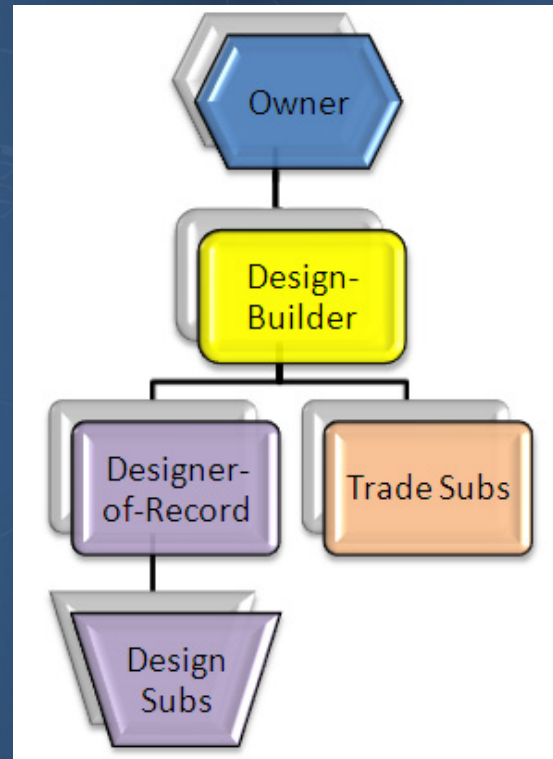 Owner
Design-
Builder
Designer-
of-Record
Trade Subs
Design
Subs